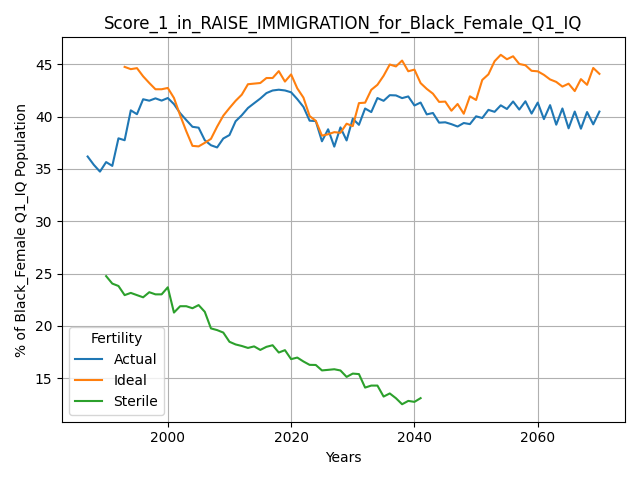 Score_1_in_RAISE_IMMIGRATION_for_Black_Female_Q1_IQ
% of Black_Female Q1_IQ Population
45
40
35
30
25
20
15
Fertility
Actual
Ideal
Sterile
2000
2020
2040
2060
Years